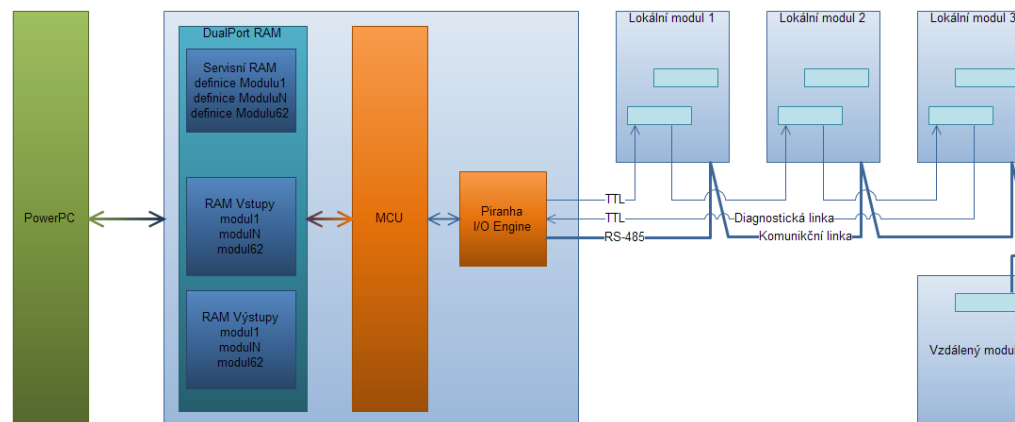 PowerPC
DualPort RAM
Servisní RAM
definice Modulu1
definice ModuluN
definice Modulu62
RAM Vstupy
modul1
modulN
modul62
RAM Výstupy
modul1
modulN
modul62
MCU
Piranha
I/O Engine
TTL
TTL
RS-485
Diagnostická linka
Komunikční linka
Lokální modul 1
Lokální modul 2
Lokální modul 3
Vzdálený modul